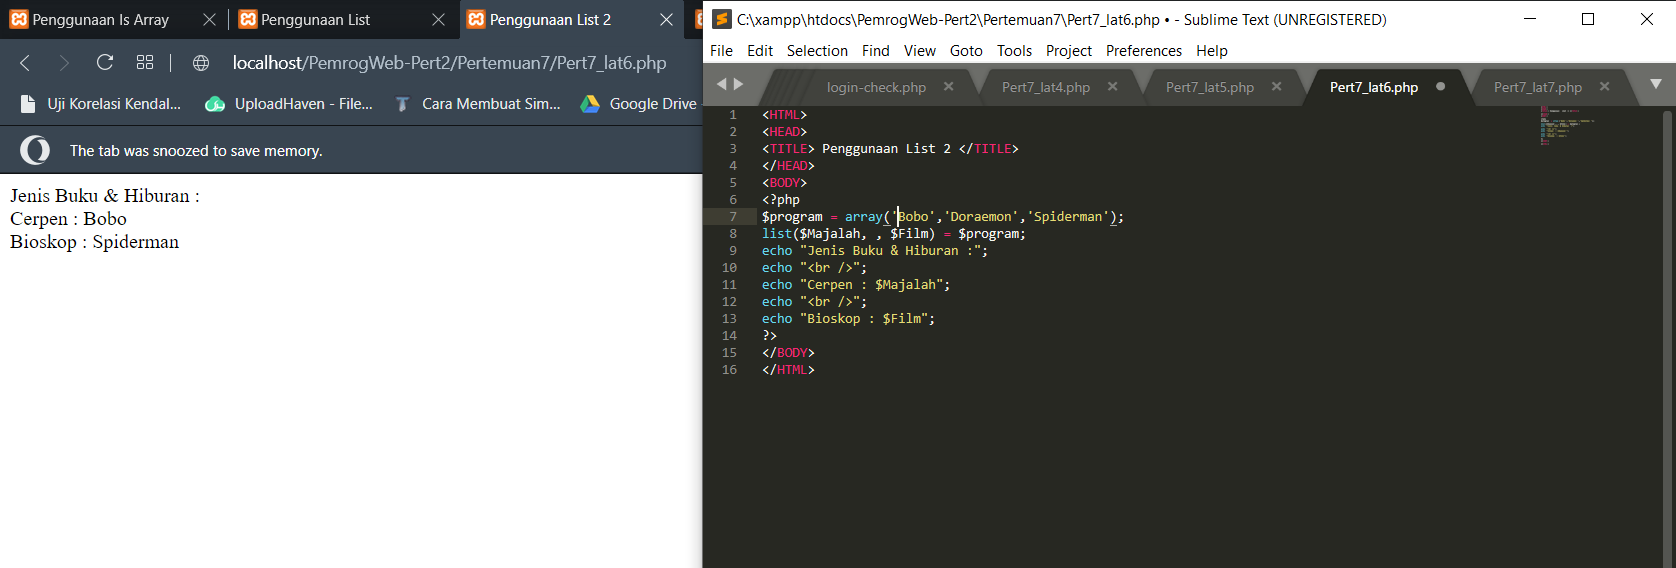 Penggunaan Is Array
Penggunaan List
Penggunaan List 2
localhost/PemrogWeb-Pert2/Pertemuan7/Pert7_lat6.php
Uji Korelasi Kendal...
UploadHaven - File...
Cara Membuat Sim...
Google Drive
The tab was snoozed to save memory.
Jenis Buku & Hiburan :
Cerpen : Bobo
Bioskop : Spiderman
C:\xampp\htdocs\PemrogWeb-Pert2\Pertemuan7\Pert7_lat6.php • - Sublime Text (UNREGISTERED)
File Edit Selection Find View Goto Tools Project Preferences Help
login-check.php Pert7_lat4.php Pert7_lat5.php Pert7_lat6.php Pert7_lat7.php
1 <HTML>
2 <HEAD>
3 <TITLE> Penggunaan List 2 </TITLE>
4 </HEAD>
5 <BODY>
6 <?php
7 $program = array('Bobo','Doraemon','Spiderman');
8 list($Majalah, , $Film) = $program;
9 echo "Jenis Buku & Hiburan :";
10 echo "<br />";
11 echo "Cerpen : $Majalah";
12 echo "<br />";
13 echo "Bioskop : $Film";
14 ?>
15 </BODY>
16 </HTML>